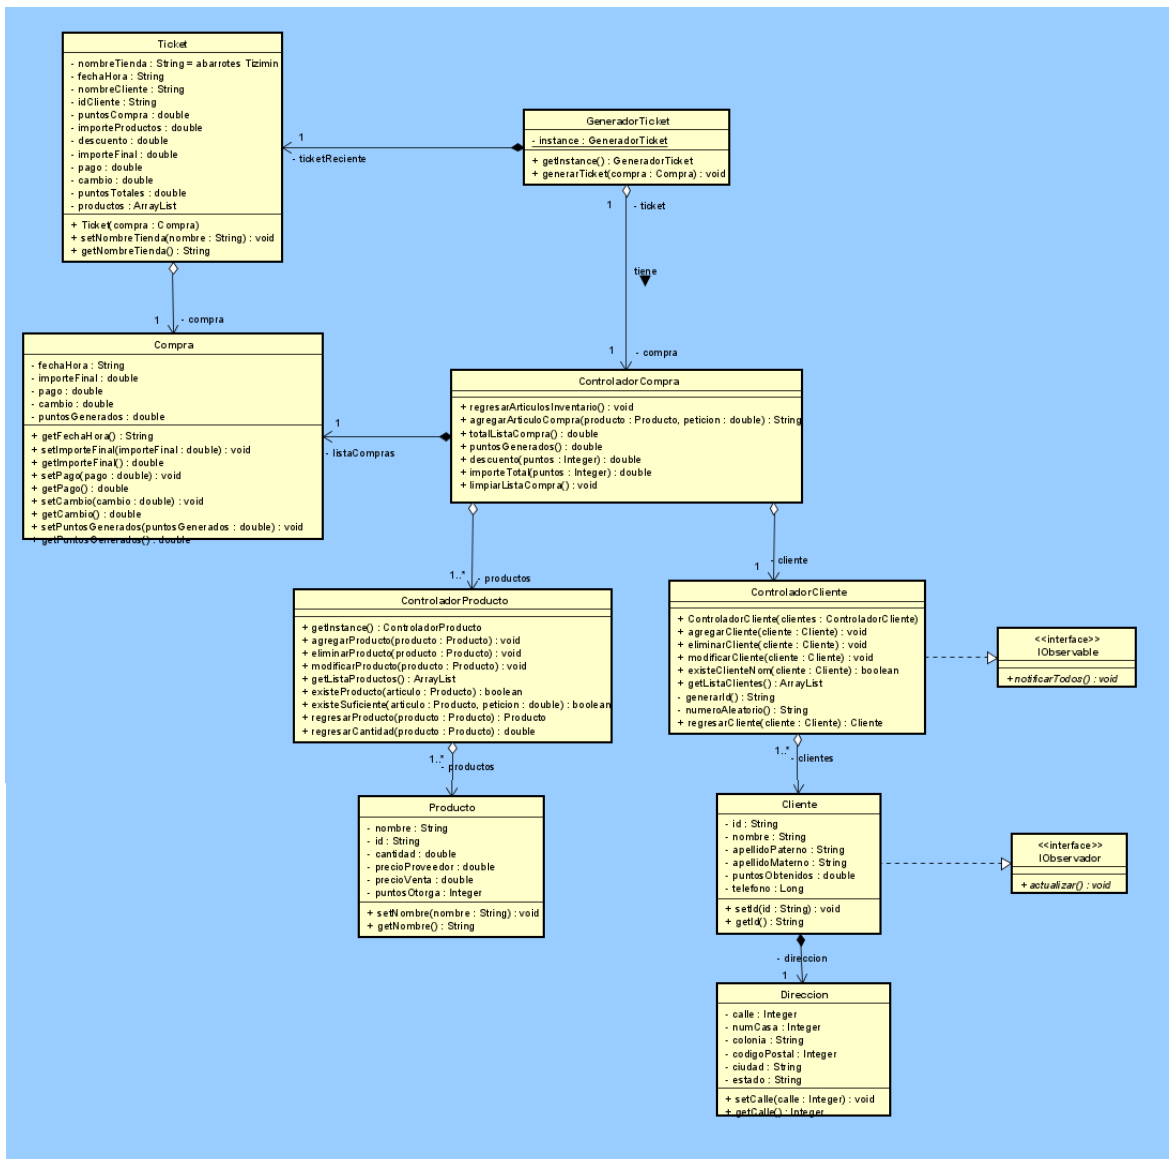 Ticket
- nombreTienda : String = abarrotes Tizimin
- fechaHora : String
- nombreCliente : String
- idCliente : String
- puntosCompra : double
- importeProductos : double
- descuento : double
- importeFinal : double
- pago : double
- cambio : double
- puntosTotales : double
- productos : ArrayList
+ Ticket(compra : Compra)
+ setNombreTienda(nombre : String) : void
+ getNombreTienda() : String
1
- ticketReciente
GeneradorTicket
- instance : GeneradorTicket
+ getInstance() : GeneradorTicket
+ generarTicket(compra : Compra) : void
1
- ticket
tiene
1
- compra
1
- compra
Compra
- fechaHora : String
- importeFinal : double
- pago : double
- cambio : double
- puntosGenerados : double
+ getFechaHora() : String
+ setImporteFinal(importeFinal : double) : void
+ getImporteFinal() : double
+ setPago(pago : double) : void
+ getPago() : double
+ setCambio(cambio : double) : void
+ getCambio() : double
+ setPuntosGenerados(puntosGenerados : double) : void
+ getPuntosGenerados() : double
1
- listaCompras
ControladorCompra
+ regresarArticulosInventario() : void
+ agregarArticuloCompra(producto : Producto, peticion : double) : String
+ totalListaCompra() : double
+ puntosGenerados() : double
+ descuento(puntos : Integer) : double
+ importeTotal(puntos : Integer) : double
+ limpiarListaCompra() : void
1..*
- productos
- cliente
1
ControladorProducto
+ getInstance() : ControladorProducto
+ agregarProducto(producto : Producto) : void
+ eliminarProducto(producto : Producto) : void
+ modificarProducto(producto : Producto) : void
+ getListaProductos() : ArrayList
+ existeProducto(articulo : Producto) : boolean
+ existeSuficiente(articulo : Producto, peticion : double) : boolean
+ regresarProducto(producto : Producto) : Producto
+ regresarCantidad(producto : Producto) : double
ControladorCliente
+ ControladorCliente(clientes : ControladorCliente)
+ agregarCliente(cliente : Cliente) : void
+ eliminarCliente(cliente : Cliente) : void
+ modificarCliente(cliente : Cliente) : void
+ existeClienteNom(cliente : Cliente) : boolean
+ getListaClientes() : ArrayList
- generarId() : String
- numeroAleatorio() : String
+ regresarCliente(cliente : Cliente) : Cliente
<<interface>>
IObservable
+ notificarTodos() : void
1..*
- productos
1..*
- clientes
Producto
- nombre : String
- id : String
- cantidad : double
- precioProveedor : double
- precioVenta : double
- puntosOtorga : Integer
+ setNombre(nombre : String) : void
+ getNombre() : String
Cliente
- id : String
- nombre : String
- apellidoPaterno : String
- apellidoMaterno : String
- puntosObtenidos : double
- telefono : Long
+ setId(id : String) : void
+ getId() : String
<<interface>>
IObservador
+ actualizar() : void
- direccion
1
Direccion
- calle : Integer
- numCasa : Integer
- colonia : String
- codigoPostal : Integer
- ciudad : String
- estado : String
+ setCalle(calle : Integer) : void
+ getCalle() : Integer